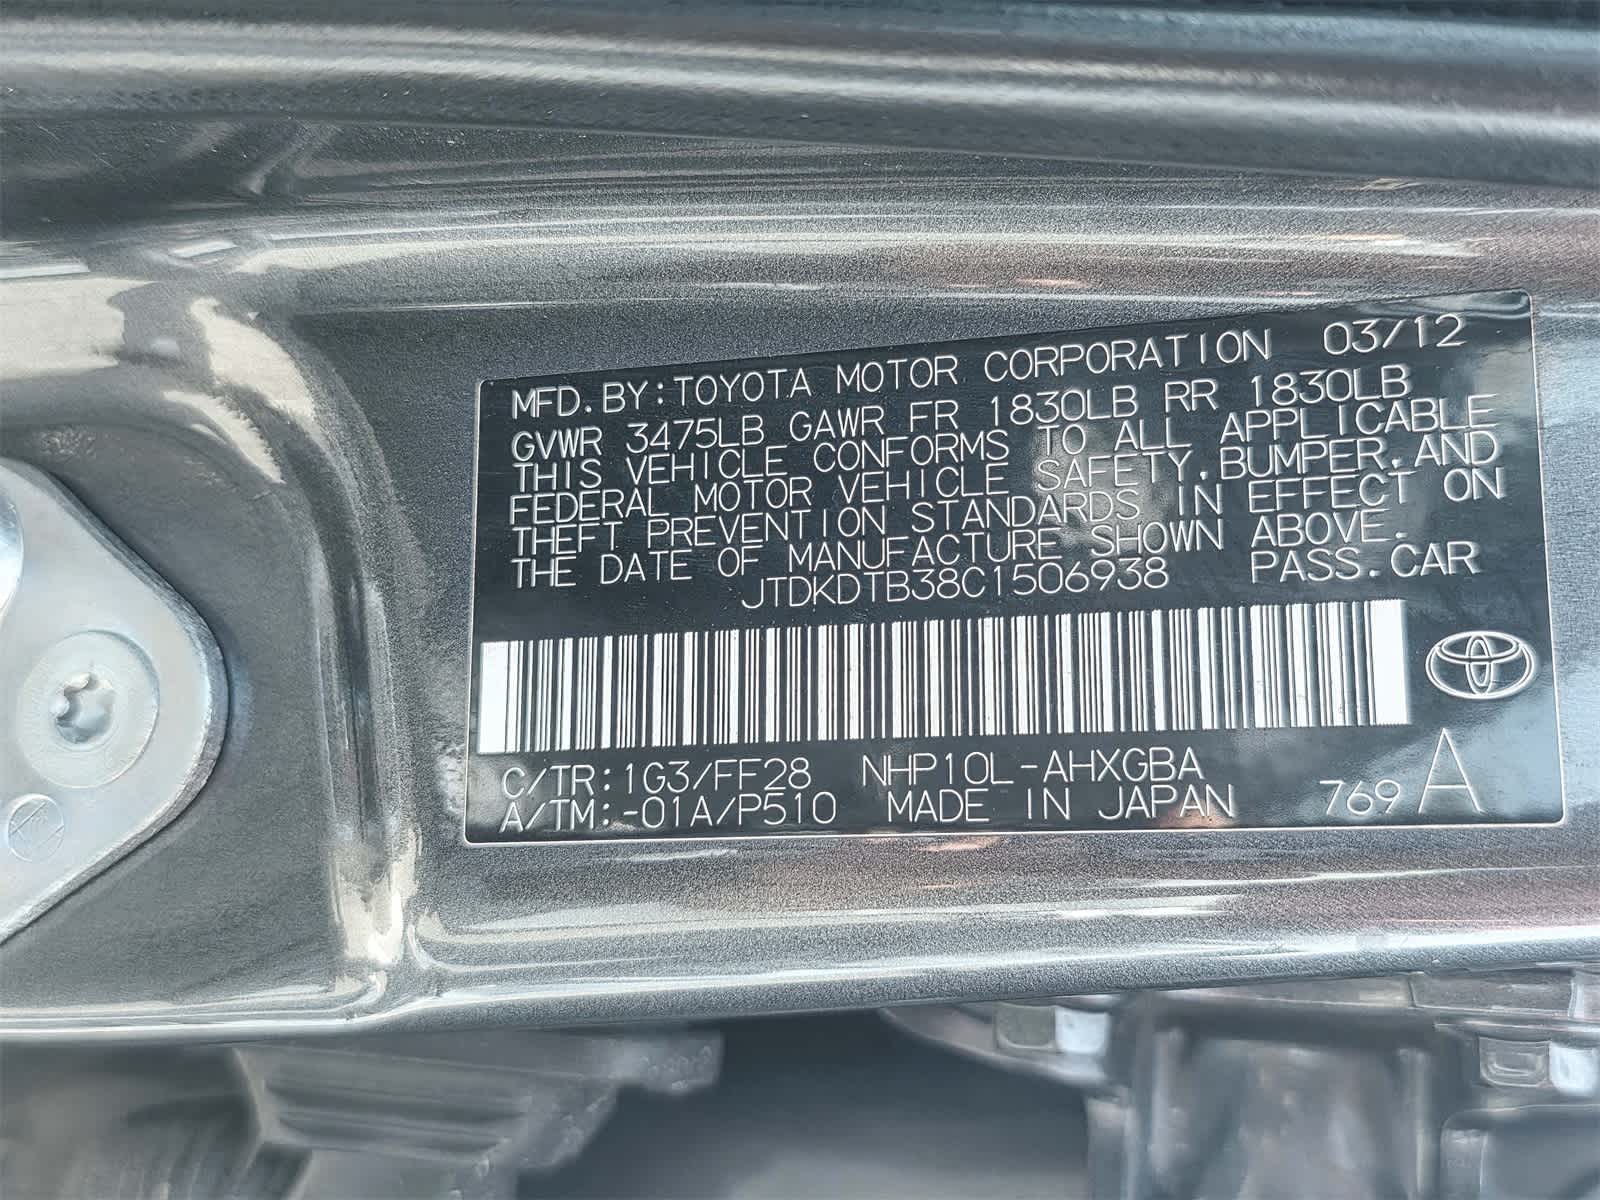 MFD. BY: TOYOTA MOTOR CORPORATION 03/12
GVWR 3475LB GAWR FR 1830LB RR 1830LB
THIS VEHICLE CONFORMS TO ALL APPLICABLE
FEDERAL MOTOR VEHICLE SAFETY, BUMPER, AND
THEFT PREVENTION STANDARDS IN EFFECT ON
THE DATE OF MANUFACTURE SHOWN ABOVE.
JTDKDTB38C1506938 PASS. CAR
C/TR: 1G3/FF28 NHP10L-AHXGBA
A/TM: -01A/P510 MADE IN JAPAN 769 A